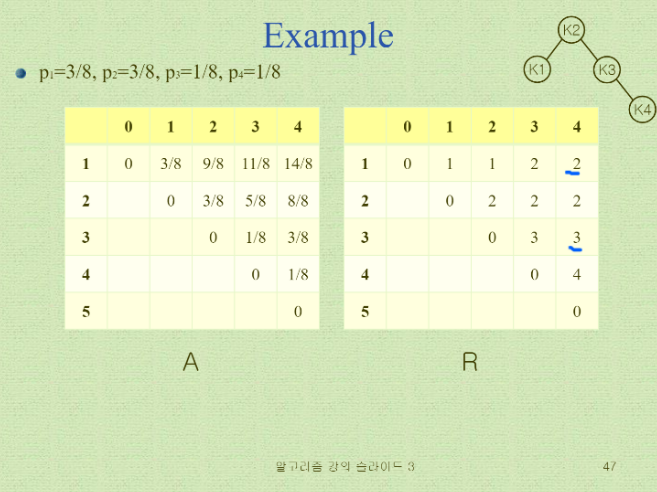 Example
K2
K1
K3
K4
p1=3/8, p2=3/8, p3=1/8, p4=1/8
0 1 2 3 4
1 0 3/8 9/8 11/8 14/8
2 0 3/8 5/8 8/8
3 0 1/8 3/8
4 0 1/8
5 0
A
0 1 2 3 4
1 0 1 1 2 2
2 0 2 2 2
3 0 3 3
4 0 4
5 0
R
알고리즘 강의 슬라이드 3
47